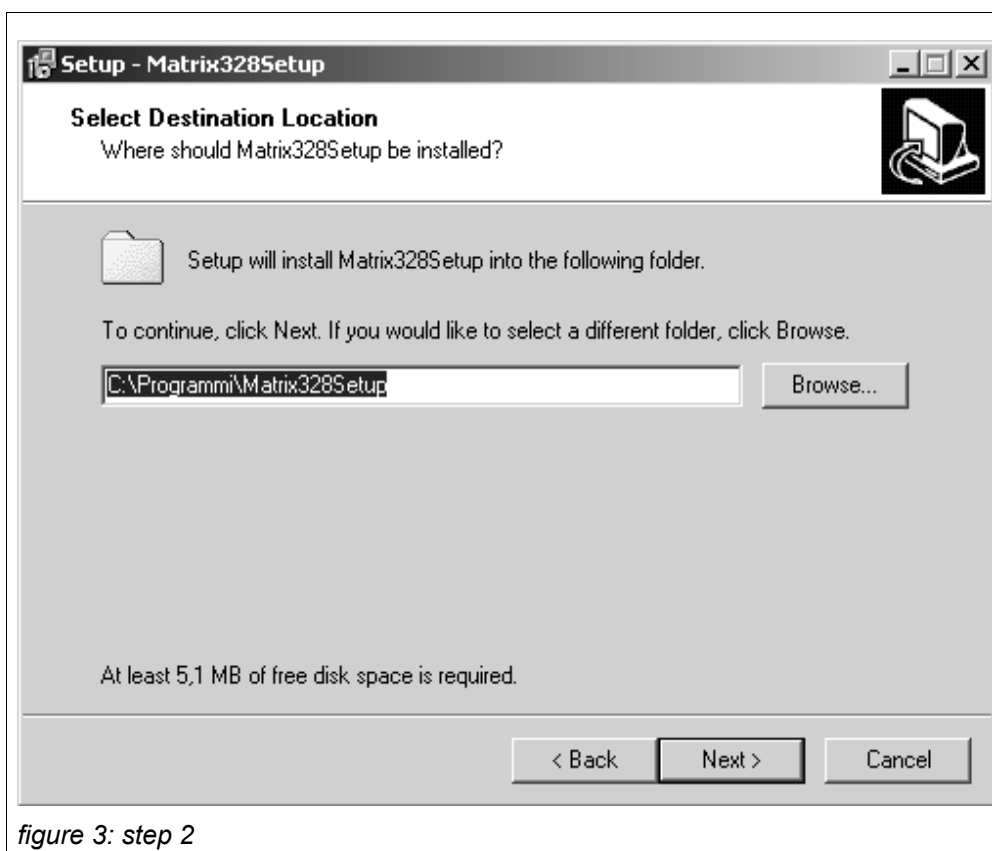 Setup - Matrix328Setup
Select Destination Location
Where should Matrix328Setup be installed?
Setup will install Matrix328Setup into the following folder.
To continue, click Next. If you would like to select a different folder, click Browse.
C:\Programmi\Matrix328Setup
Browse...
At least 5,1 MB of free disk space is required.
< Back
Next >
Cancel
figure 3: step 2